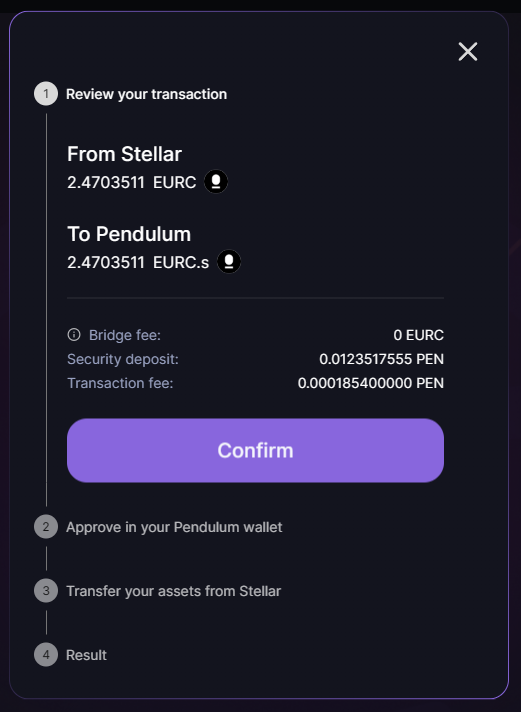 1 Review your transaction
From Stellar
2.4703511 EURC
To Pendulum
2.4703511 EURC.s
Bridge fee: 0 EURC
Security deposit: 0.0123517555 PEN
Transaction fee: 0.000185400000 PEN
Confirm
2 Approve in your Pendulum wallet
3 Transfer your assets from Stellar
4 Result